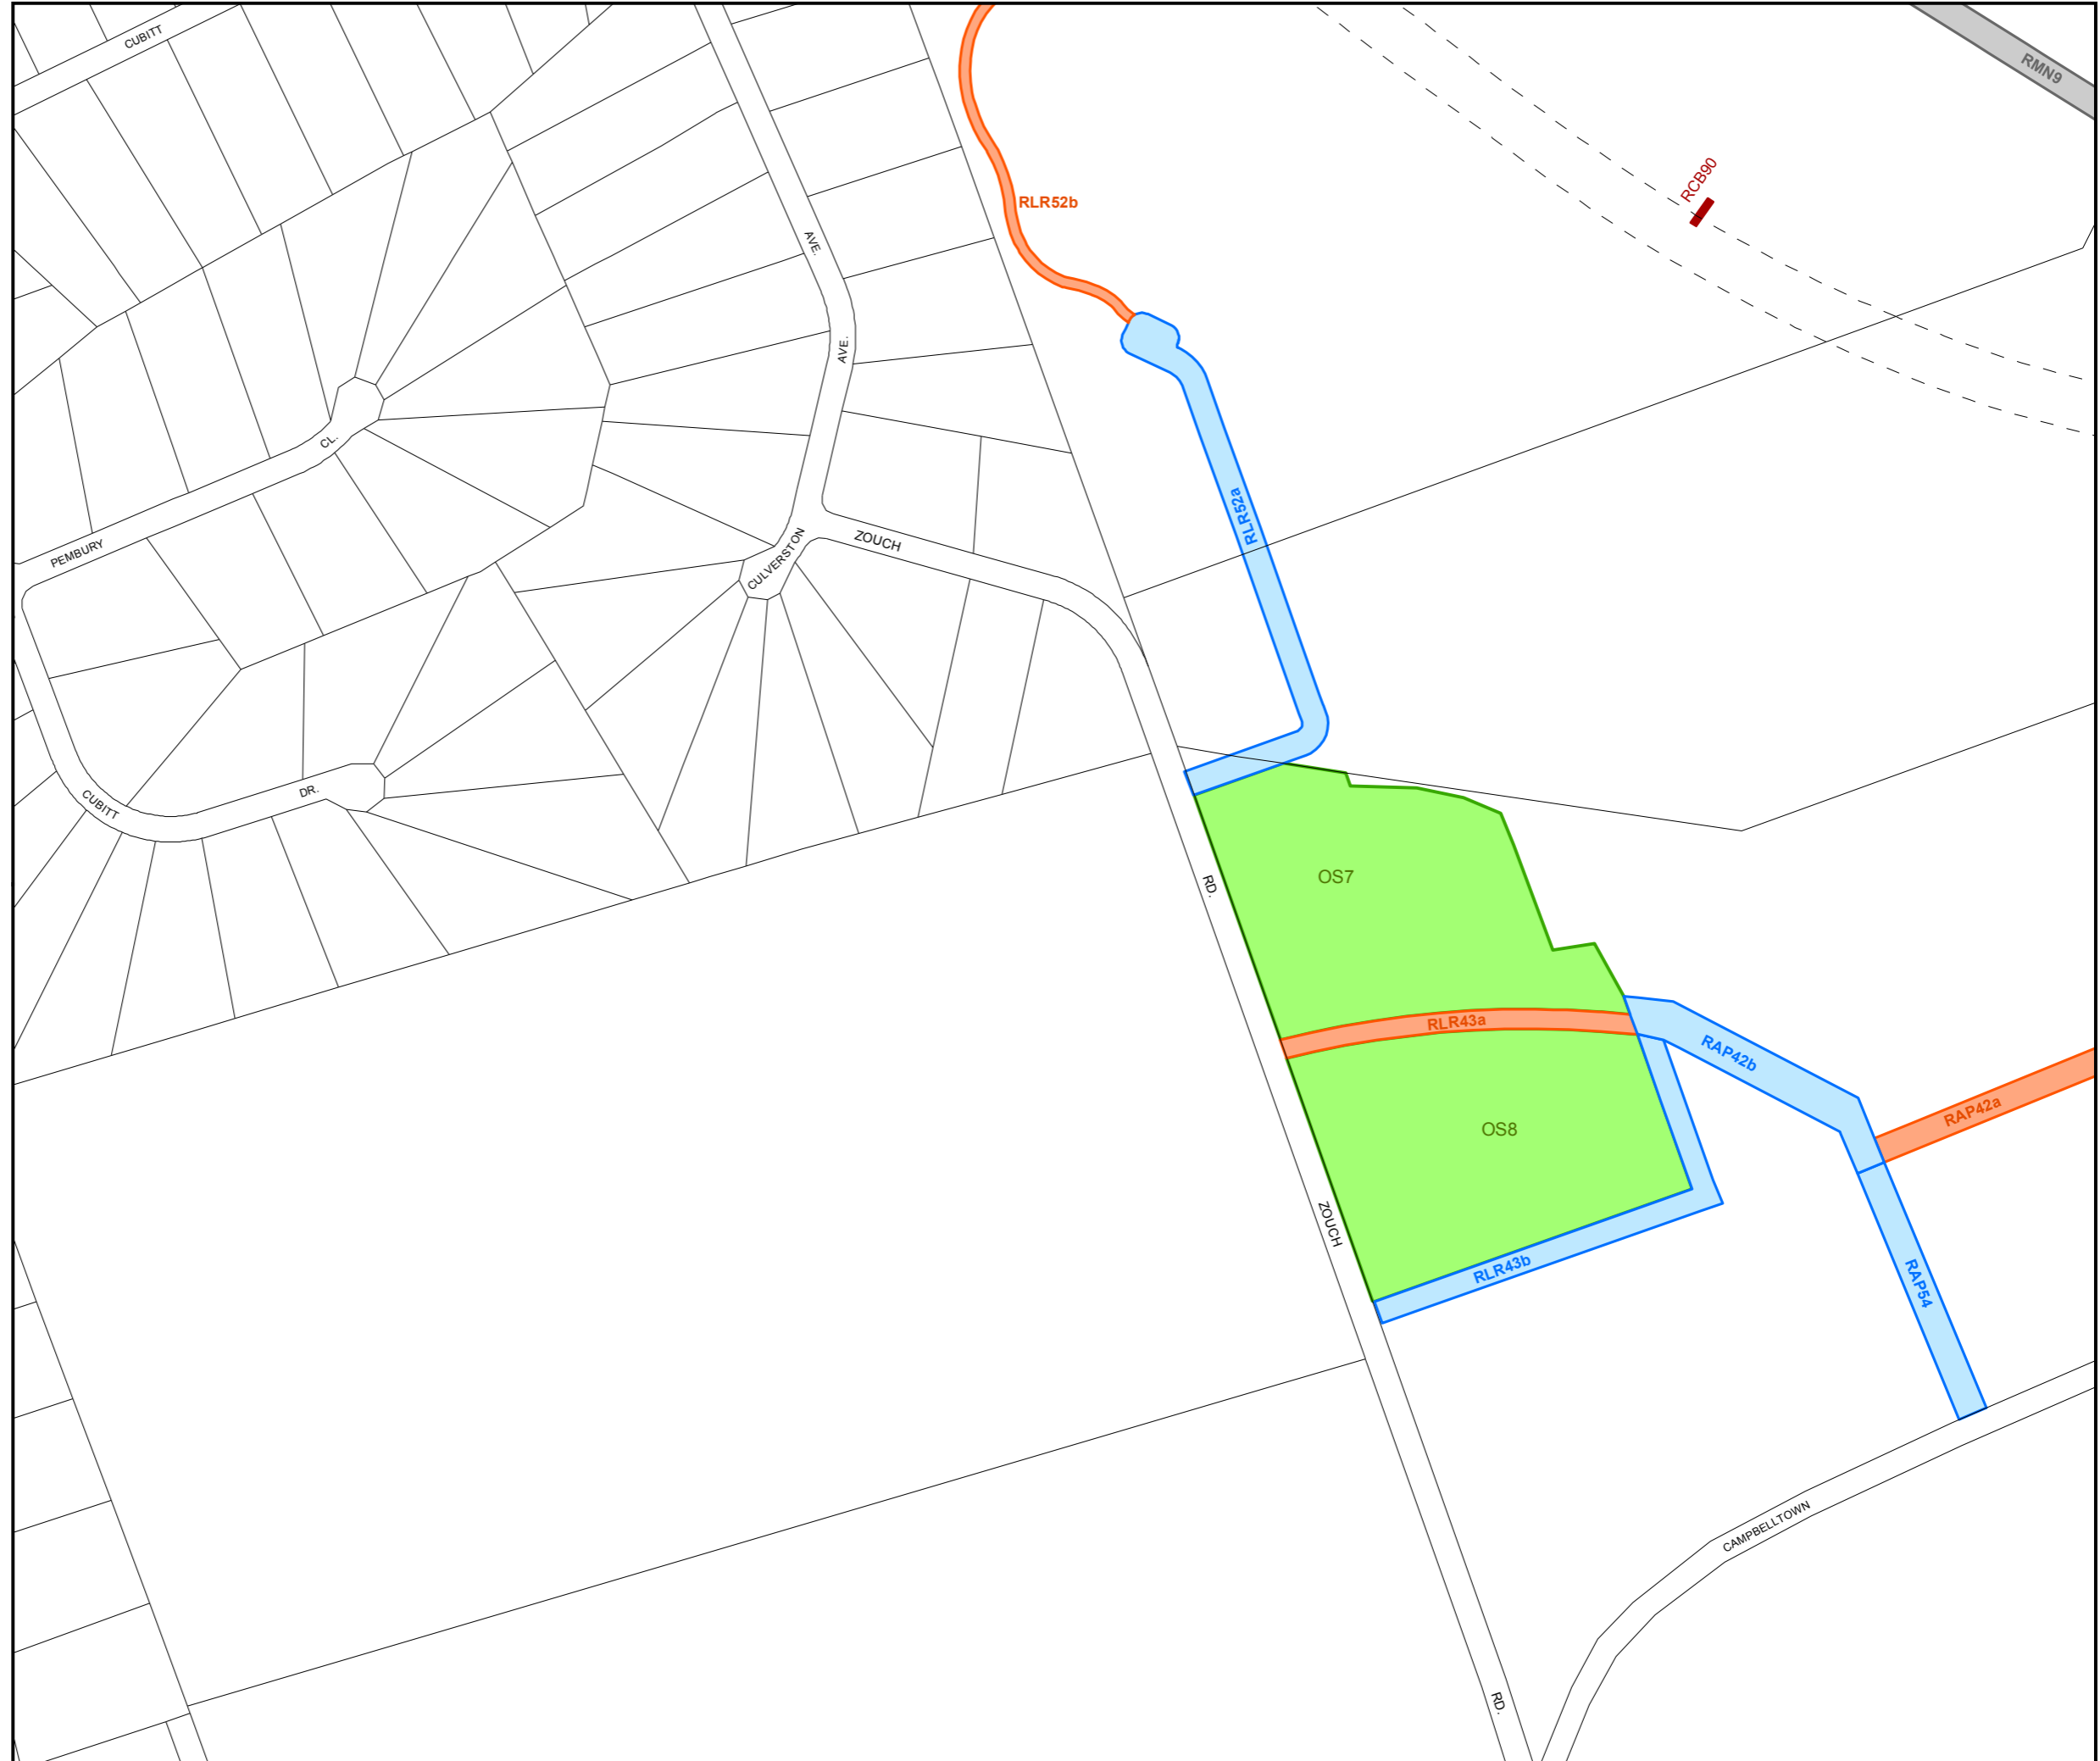 CUBITT
RMN9
RCB90
RLR52b
AVE.
AVE.
CL.
RLR52a
PEMBURY
CULVERSTON
ZOUCH
CUBITT
DR.
RD.
OS7
RLR43a
RAP42b
RAP42a
OS8
ZOUCH
RLR43b
RAP54
CAMPBELLTOWN
RD.